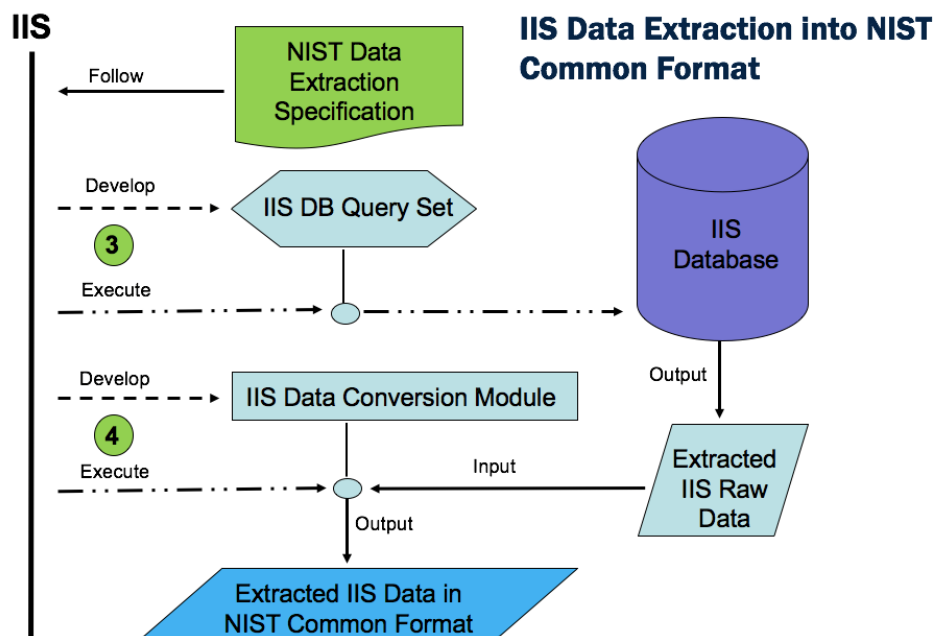 IIS
IIS Data Extraction into NIST
Common Format
NIST Data
Extraction
Specification
Follow
Develop
IIS DB Query Set
3
Execute
IIS
Database
Develop
IIS Data Conversion Module
Output
4
Execute
Input
Extracted
IIS Raw
Data
Output
Extracted IIS Data in
NIST Common Format